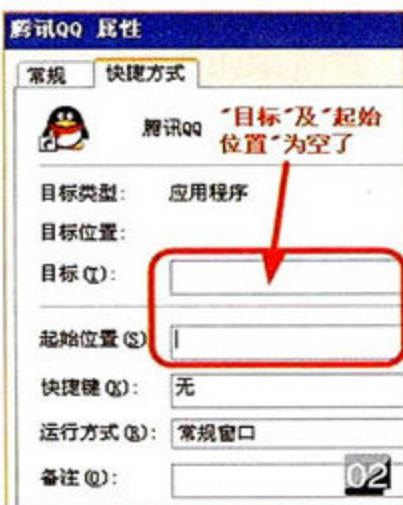 腾讯QQ 属性
常规 快捷方式
腾讯QQ
"目标"及"起始
位置"为空了
目标类型: 应用程序
目标位置:
目标(T):
起始位置(S)
快捷键(K): 无
运行方式(R): 常规窗口
备注(O):
02